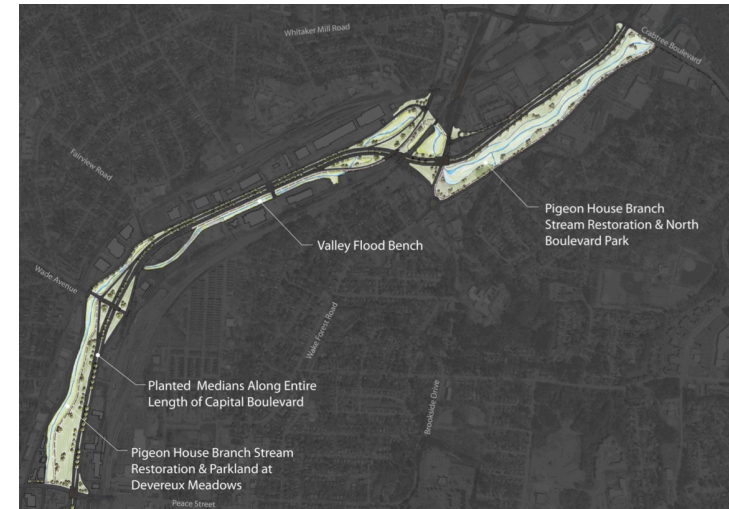 Whitaker Mill Road
Crabtree Boulevard
Fairview Road
Pigeon House Branch
Stream Restoration & North
Boulevard Park
Valley Flood Bench
Wade Avenue
Wake Forest Road
Planted Medians Along Entire
Length of Capital Boulevard
Brookside Drive
Pigeon House Branch Stream
Restoration & Parkland at
Devereux Meadows
Peace Street